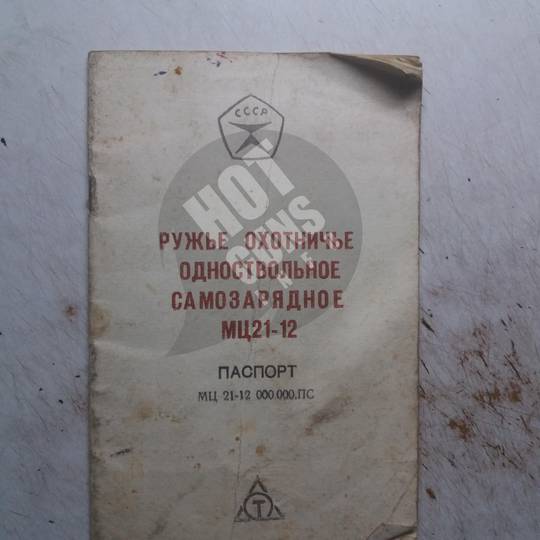 СССР
HOT
GUNS
РУЖЬЕ ОХОТНИЧЬЕ
ОДНОСТВОЛЬНОЕ
САМОЗАРЯДНОЕ
МЦ21-12
ПАСПОРТ
МЦ 21-12 000.000.ПС
Т